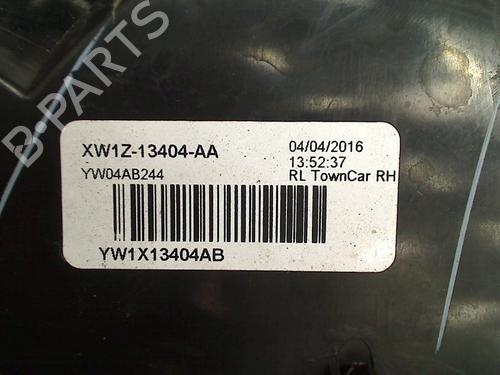 B-PARTS
XW1Z-13404-AA
04/04/2016
YW04AB244
13:52:37
RL TownCar RH
YW1X13404AB